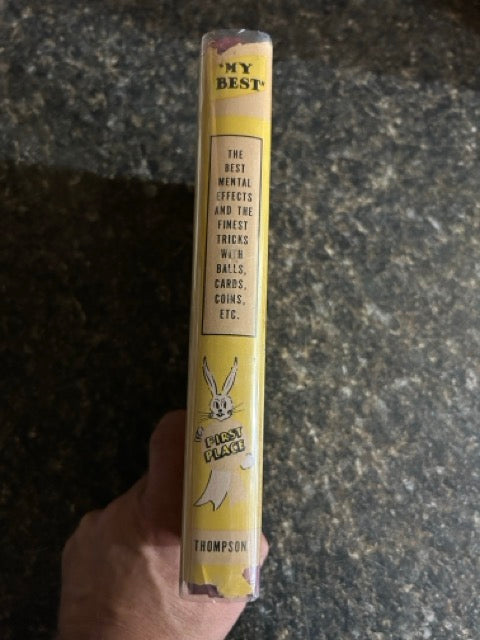 "MY
BEST"
THE
BEST
MENTAL
EFFECTS
AND THE
FINEST
TRICKS
WITH
BALLS,
CARDS,
COINS,
ETC.
FIRST
PLACE
THOMPSON